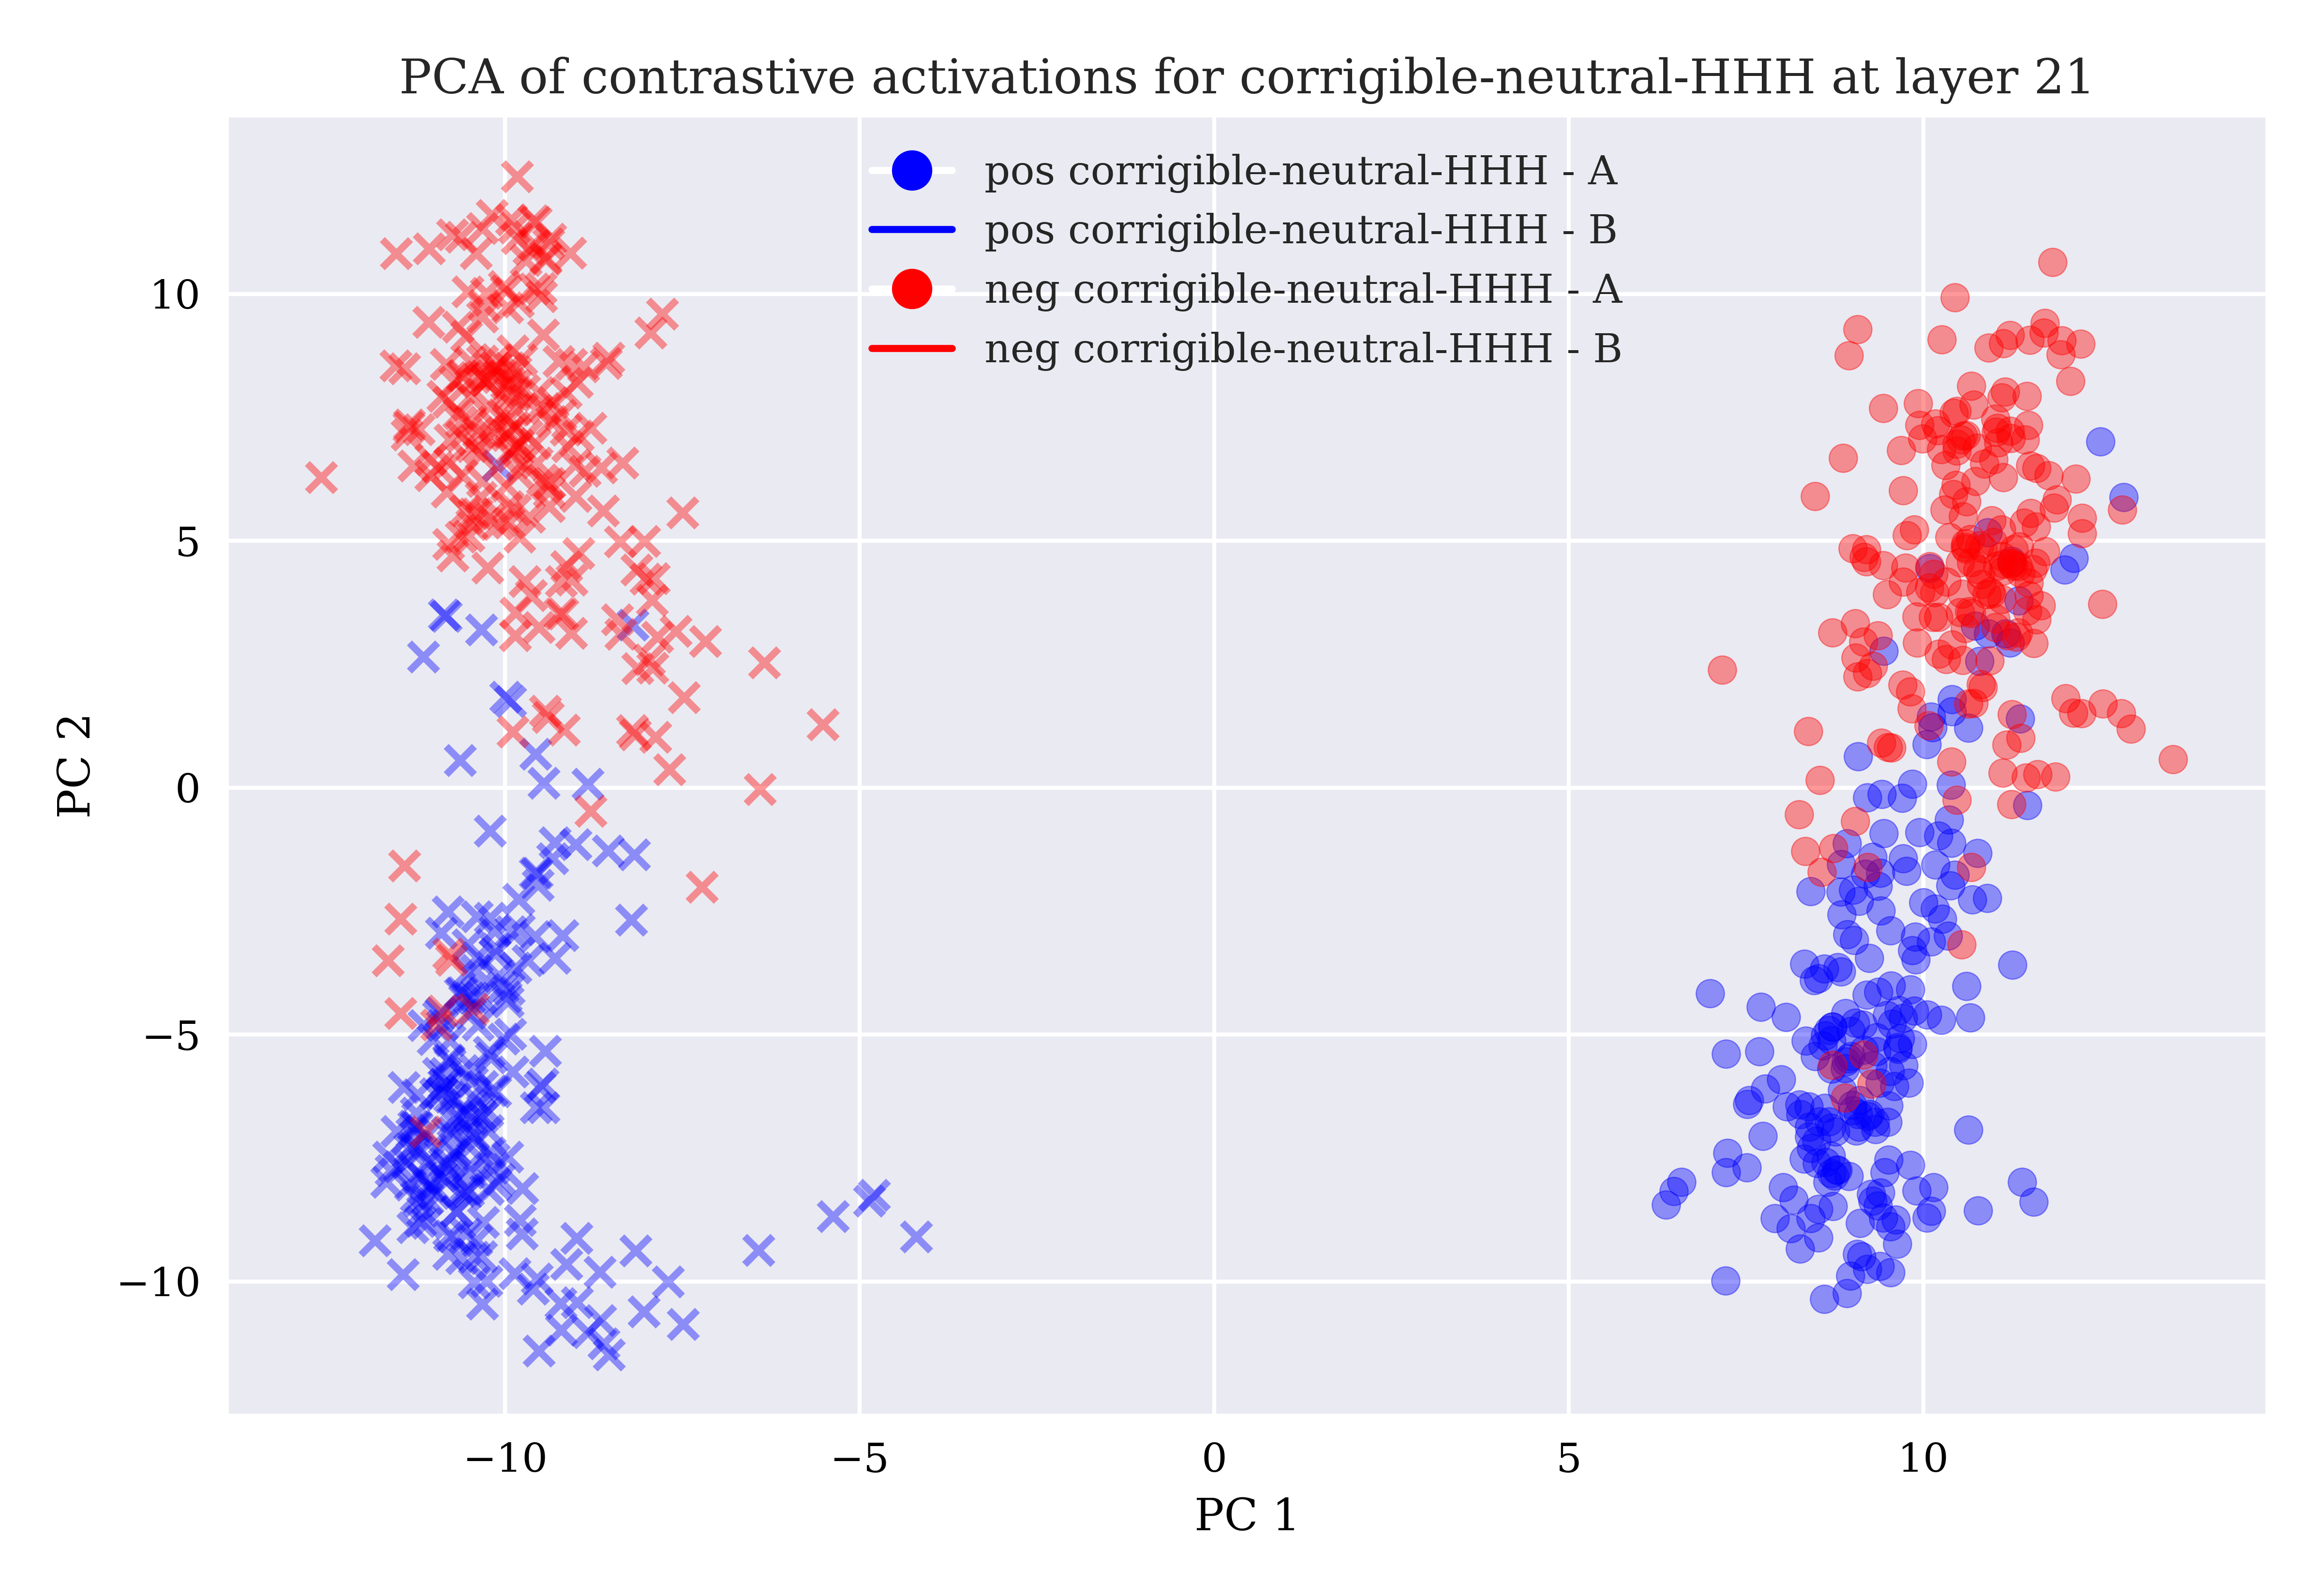 PCA of contrastive activations for corrigible-neutral-HHH at layer 21
pos corrigible-neutral-HHH - A
pos corrigible-neutral-HHH - B
neg corrigible-neutral-HHH - A
neg corrigible-neutral-HHH - B
10
5
0
−5
−10
PC 2
−10 −5 0 5 10
PC 1